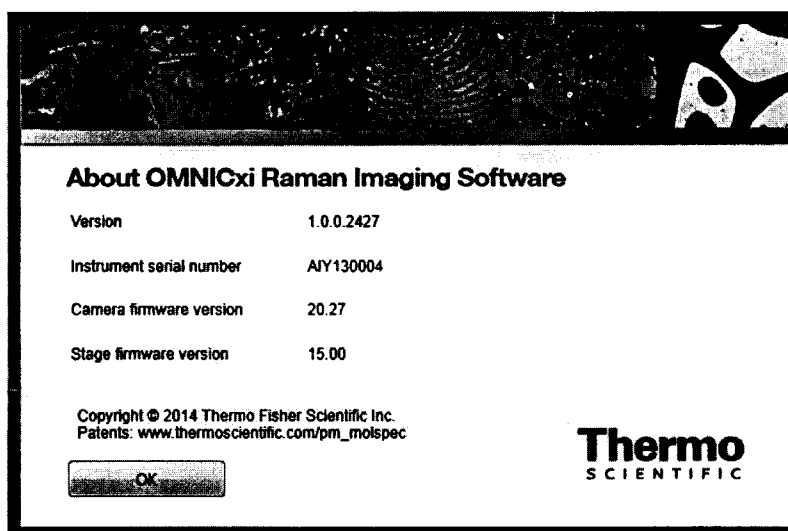 About OMNICxi Raman Imaging Software
Version 1.0.0.2427
Instrument serial number AIY130004
Camera firmware version 20.27
Stage firmware version 15.00
Copyright © 2014 Thermo Fisher Scientific Inc.
Patents: www.thermoscientific.com/pm_molspec
OK
Thermo
SCIENTIFIC